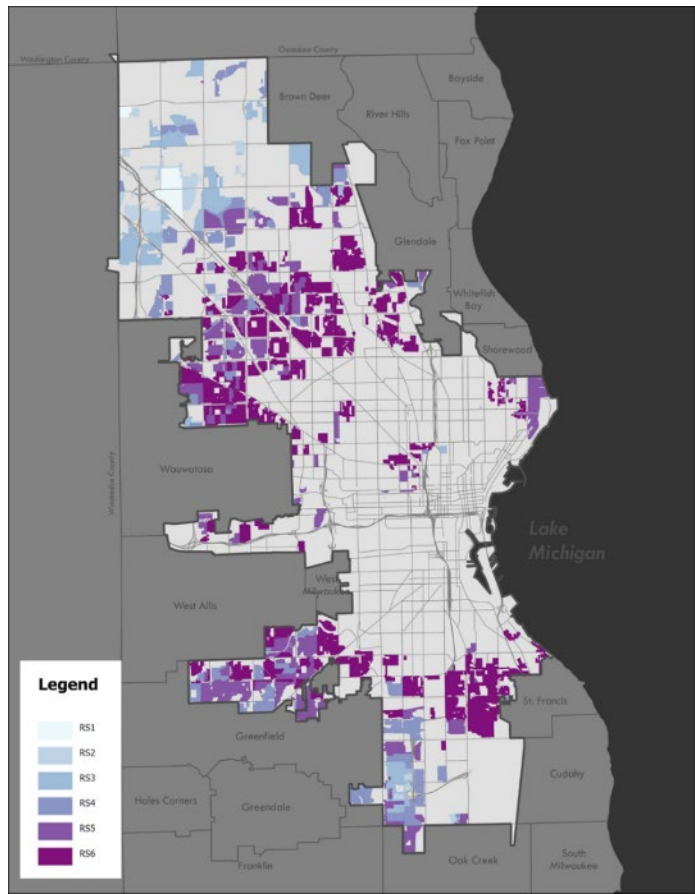 Ozaukee County
Washington County
Bayside
Brown Deer
River Hills
Fox Point
Glendale
Whitefish
Bay
Shorewood
Wauwatosa
Waukesha County
Lake
Michigan
West
Milwaukee
West Allis
St. Francis
Greenfield
Cudahy
Hales Corners
Greendale
Franklin
Oak Creek
South
Milwaukee
Legend
RS1
RS2
RS3
RS4
RS5
RS6